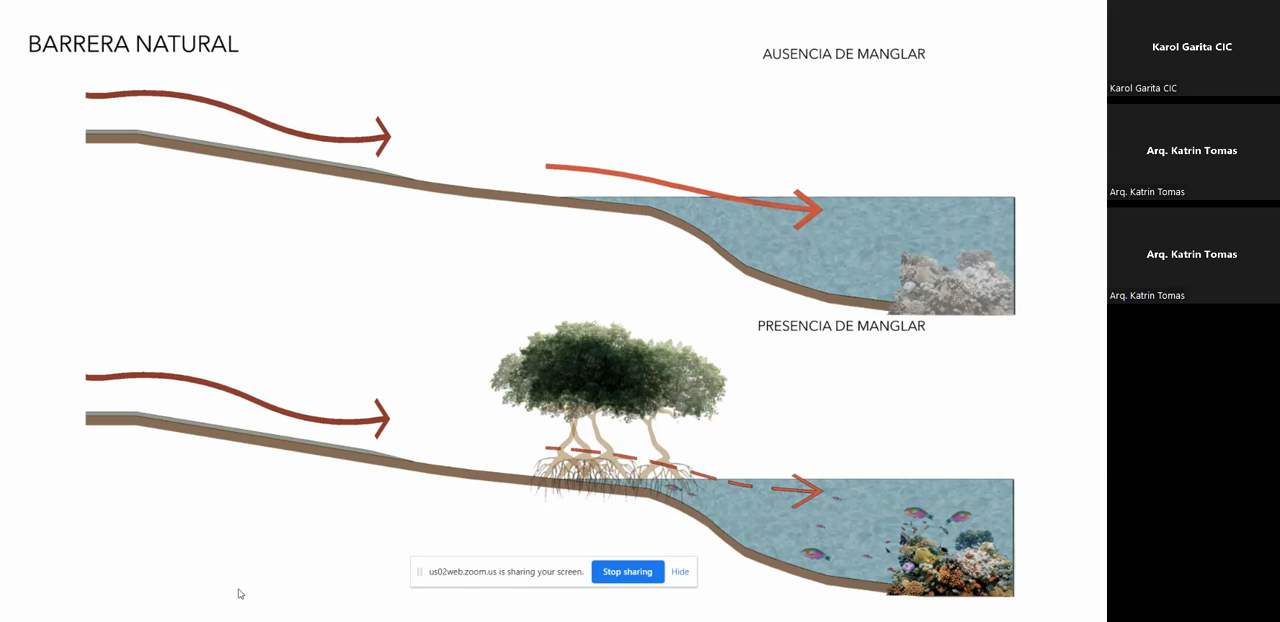 BARRERA NATURAL
AUSENCIA DE MANGLAR
PRESENCIA DE MANGLAR
us02web.zoom.us is sharing your screen. Stop sharing Hide
Karol Garita CIC
Karol Garita CIC
Arq. Katrin Tomas
Arq. Katrin Tomas
Arq. Katrin Tomas
Arq. Katrin Tomas